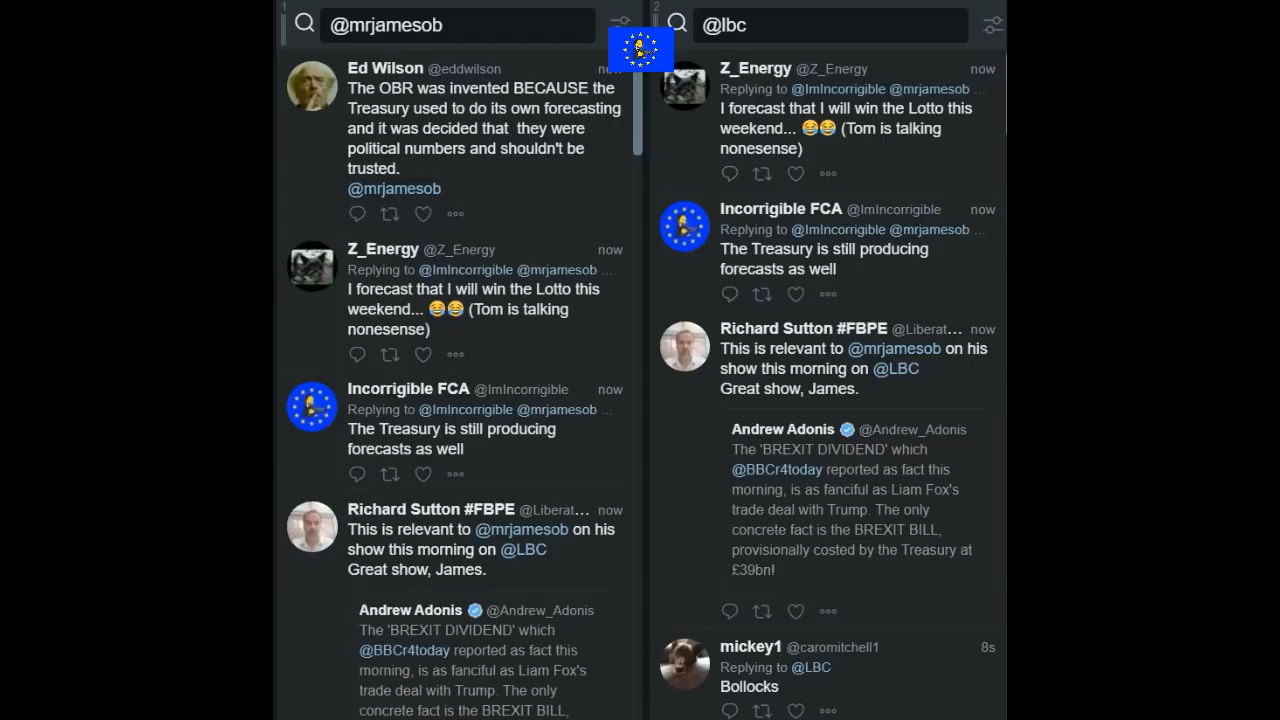 1
@mrjamesob
Ed Wilson @eddwilson now
The OBR was invented BECAUSE the
Treasury used to do its own forecasting
and it was decided that they were
political numbers and shouldn't be
trusted.
@mrjamesob
Z_Energy @Z_Energy now
Replying to @ImIncorrigible @mrjamesob ...
I forecast that I will win the Lotto this
weekend... 😂😂 (Tom is talking
nonesense)
Incorrigible FCA @ImIncorrigible now
Replying to @ImIncorrigible @mrjamesob ...
The Treasury is still producing
forecasts as well
Richard Sutton #FBPE @Liberat... now
This is relevant to @mrjamesob on his
show this morning on @LBC
Great show, James.
Andrew Adonis @Andrew_Adonis
The 'BREXIT DIVIDEND' which
@BBCr4today reported as fact this
morning, is as fanciful as Liam Fox's
trade deal with Trump. The only
concrete fact is the BREXIT BILL,
2
@lbc
Z_Energy @Z_Energy now
Replying to @ImIncorrigible @mrjamesob ...
I forecast that I will win the Lotto this
weekend... 😂😂 (Tom is talking
nonesense)
Incorrigible FCA @ImIncorrigible now
Replying to @ImIncorrigible @mrjamesob ...
The Treasury is still producing
forecasts as well
Richard Sutton #FBPE @Liberat... now
This is relevant to @mrjamesob on his
show this morning on @LBC
Great show, James.
Andrew Adonis @Andrew_Adonis
The 'BREXIT DIVIDEND' which
@BBCr4today reported as fact this
morning, is as fanciful as Liam Fox's
trade deal with Trump. The only
concrete fact is the BREXIT BILL,
provisionally costed by the Treasury at
£39bn!
mickey1 @caromitchell1 8s
Replying to @LBC
Bollocks